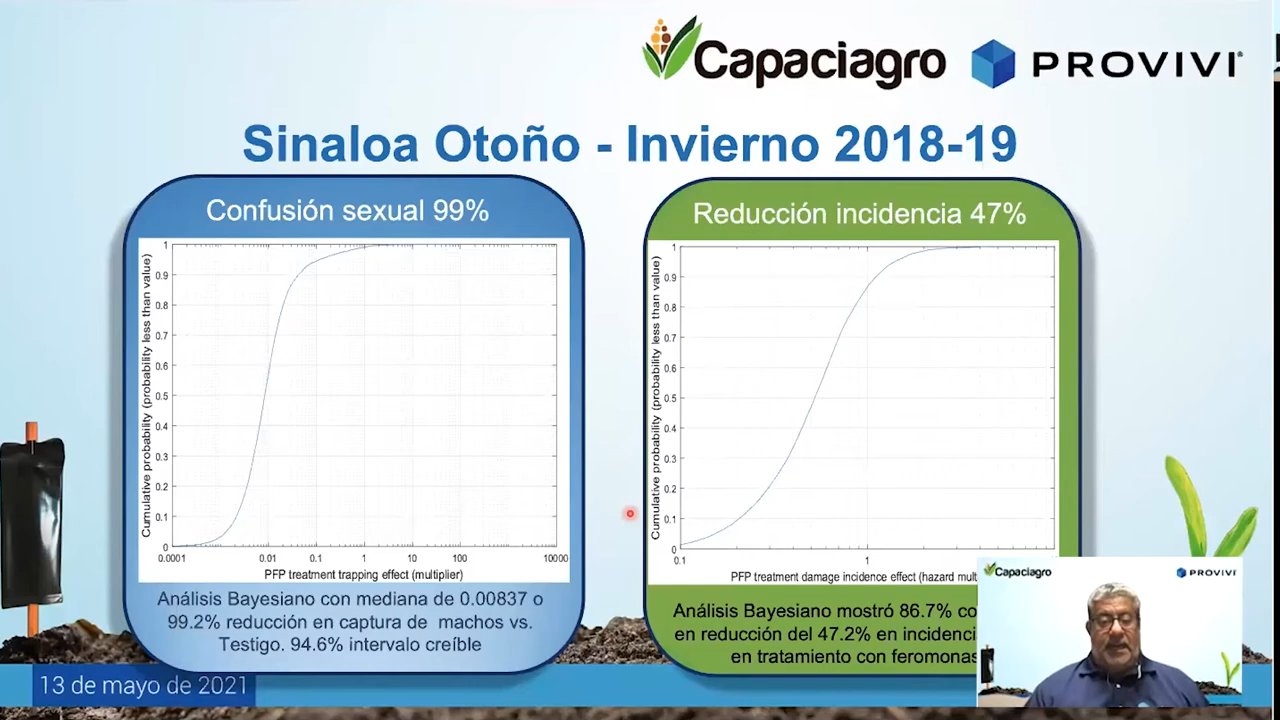 Capaciagro
PROVIVI
Sinaloa Otoño - Invierno 2018-19
Confusión sexual 99%
Cumulative probability (probability less than value)
1
0.9
0.8
0.7
0.6
0.5
0.4
0.3
0.2
0.1
0
0.0001
0.01
0.1
1
10
100
10000
PFP treatment trapping effect (multiplier)
Análisis Bayesiano con mediana de 0.00837 o
99.2% reducción en captura de machos vs.
Testigo. 94.6% intervalo creíble
Reducción incidencia 47%
Cumulative probability (probability less than value)
1
0.9
0.8
0.7
0.6
0.5
0.4
0.3
0.2
0.1
0
0.1
1
PFP treatment damage incidence effect (hazard mult
Análisis Bayesiano mostró 86.7% co
en reducción del 47.2% en incidenci
en tratamiento con feromonas
13 de mayo de 2021
Capaciagro
PROVIVI